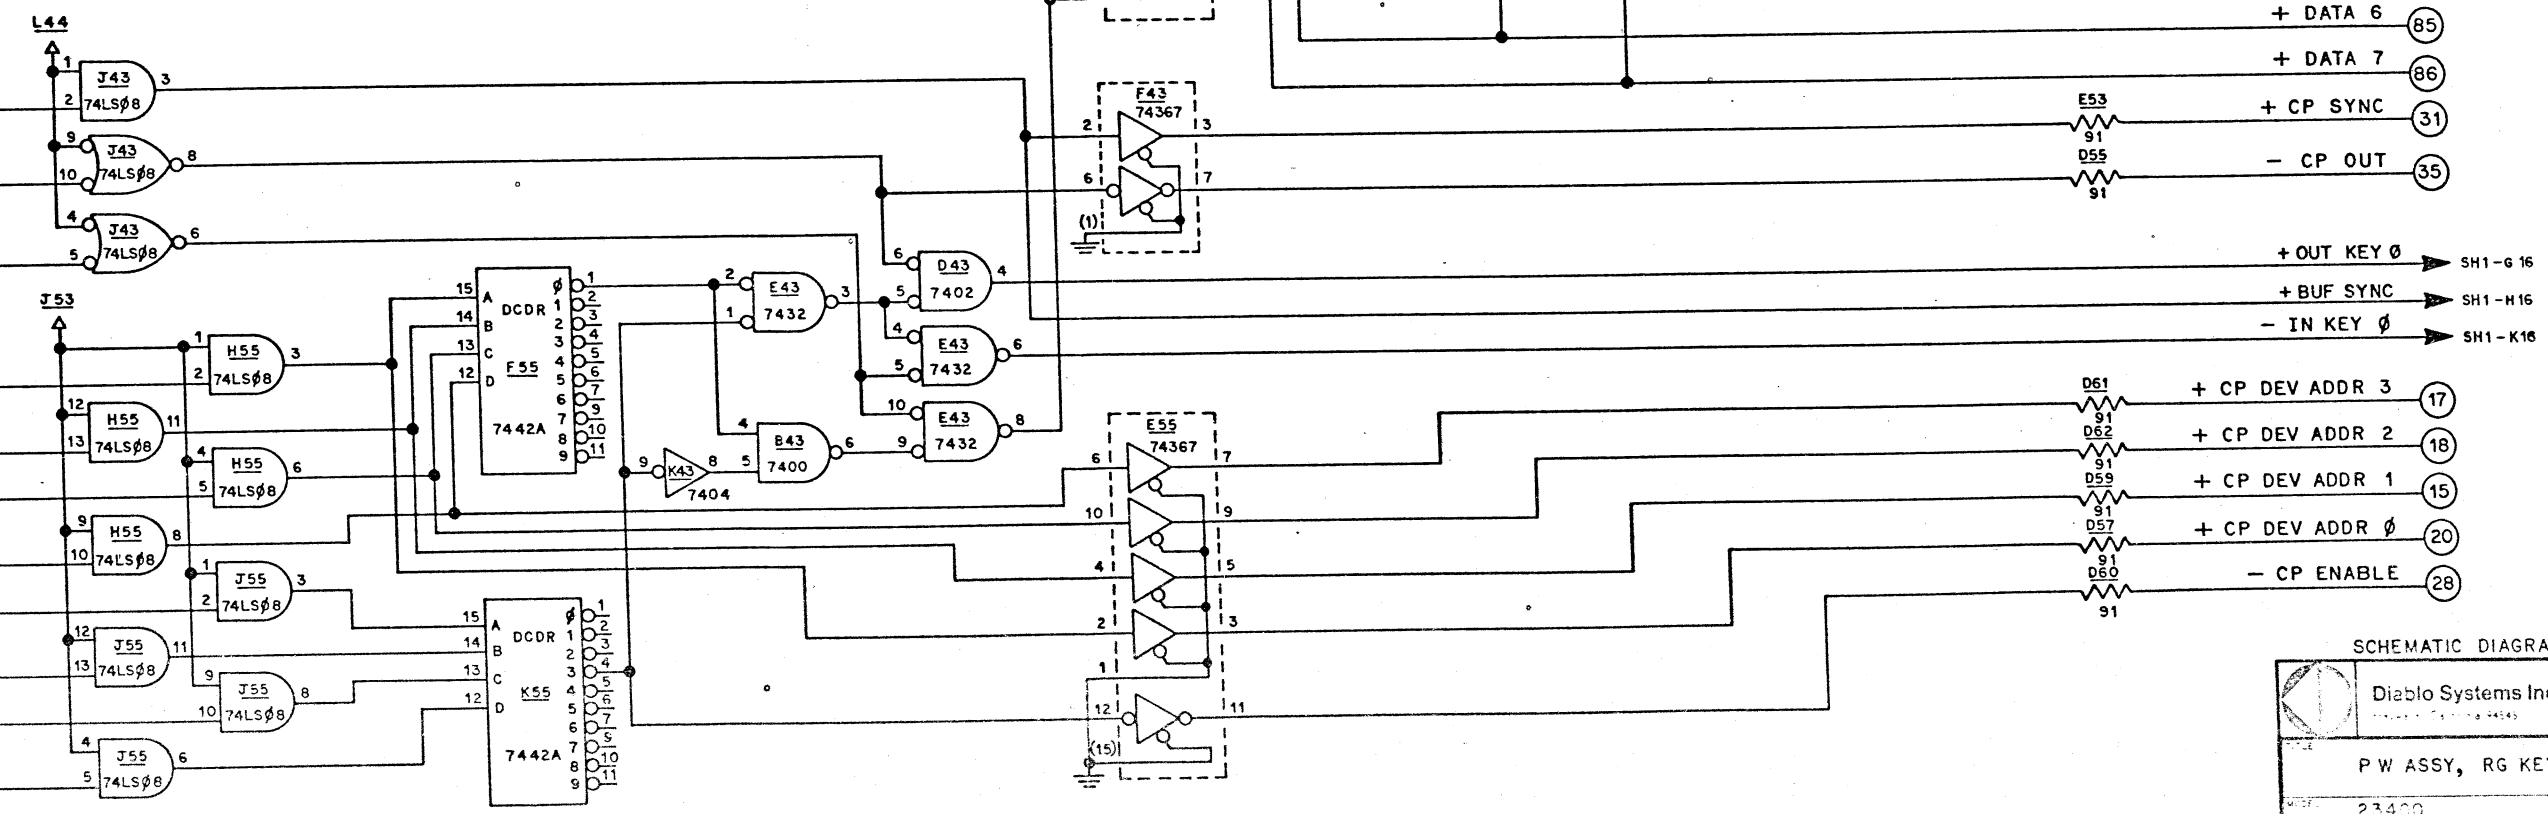 L44
1
J43
74LSØ8
3
2
9
J43
74LSØ8
8
10
4
J43
74LSØ8
6
5
J53
1
H55
74LSØ8
3
2
12
H55
74LSØ8
11
13
4
H55
74LSØ8
6
5
9
H55
74LSØ8
8
10
1
J55
74LSØ8
3
2
12
J55
74LSØ8
11
13
9
J55
74LSØ8
8
10
4
J55
74LSØ8
6
5
15 A
14 B
13 C
12 D
DCDR
F55
7442A
Ø 1
1 2
2 3
3 4
4 5
5 6
6 7
7 9
8 10
9 11
15 A
14 B
13 C
12 D
DCDR
K55
7442A
Ø 1
1 2
2 3
3 4
4 5
5 6
6 7
7 9
8 10
9 11
2
E43
7432
3
1
9
K43
8
7404
4
B43
7400
6
5
6
D43
7402
4
5
4
E43
7432
6
5
10
E43
7432
8
9
F43
74367
2
3
6
7
(1)
E55
74367
6
7
10
9
4
5
2
3
1
12
11
(15)
+ DATA 6 85
+ DATA 7 86
E53
91
+ CP SYNC 31
D55
91
- CP OUT 35
+ OUT KEY Ø SH1-G16
+ BUF SYNC SH1-H16
- IN KEY Ø SH1-K16
D61
91
+ CP DEV ADDR 3 17
D62
91
+ CP DEV ADDR 2 18
D59
91
+ CP DEV ADDR 1 15
D57
91
+ CP DEV ADDR Ø 20
D60
91
- CP ENABLE 28
SCHEMATIC DIAGRA
Diablo Systems In
TITLE
P W ASSY, RG KE
23400